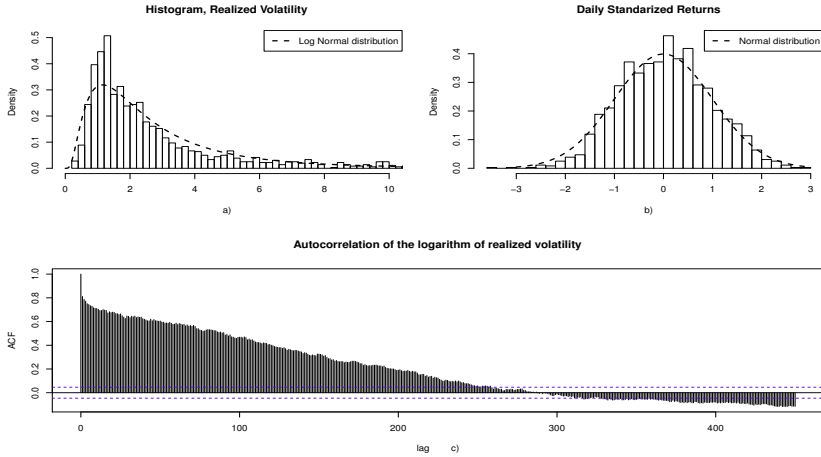 Histogram, Realized Volatility
Log Normal distribution
Density
0.0 0.1 0.2 0.3 0.4 0.5
0 2 4 6 8 10
a)
Daily Standarized Returns
Normal distribution
Density
0.0 0.1 0.2 0.3 0.4
−3 −2 −1 0 1 2 3
b)
Autocorrelation of the logarithm of realized volatility
ACF
0.0 0.2 0.4 0.6 0.8 1.0
0 100 200 300 400
lag c)